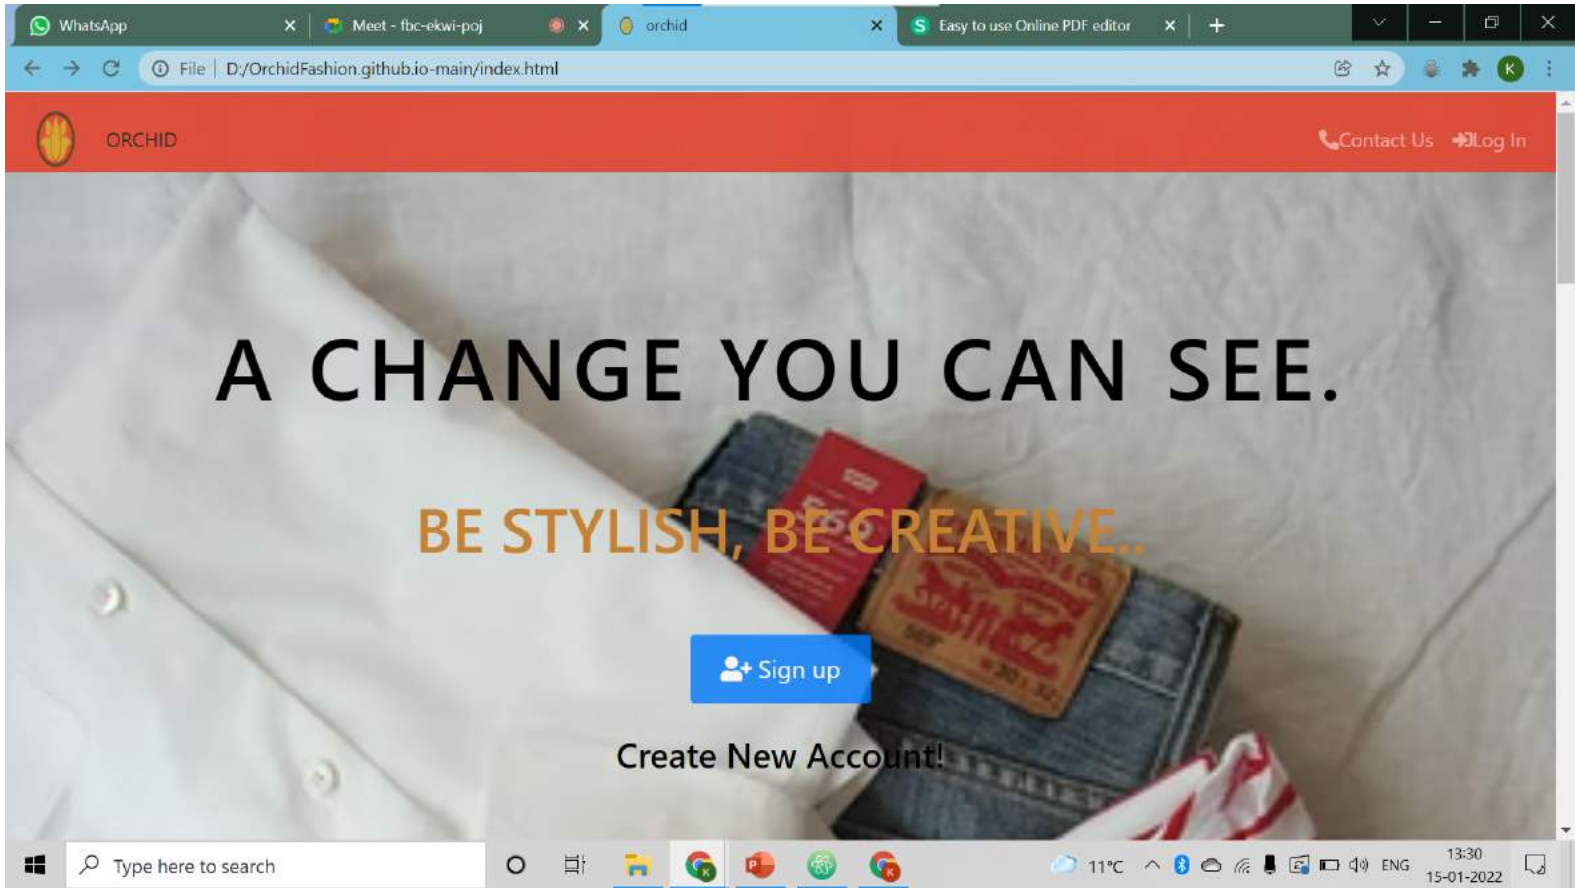 WhatsApp
Meet - fbc-ekwi-poj
orchid
Easy to use Online PDF editor
File
D:/OrchidFashion.github.io-main/index.html
K
ORCHID
Contact Us
Log In
A CHANGE YOU CAN SEE.
BE STYLISH, BE CREATIVE..
Sign up
Create New Account!
Type here to search
11°C
ENG
13:30
15-01-2022